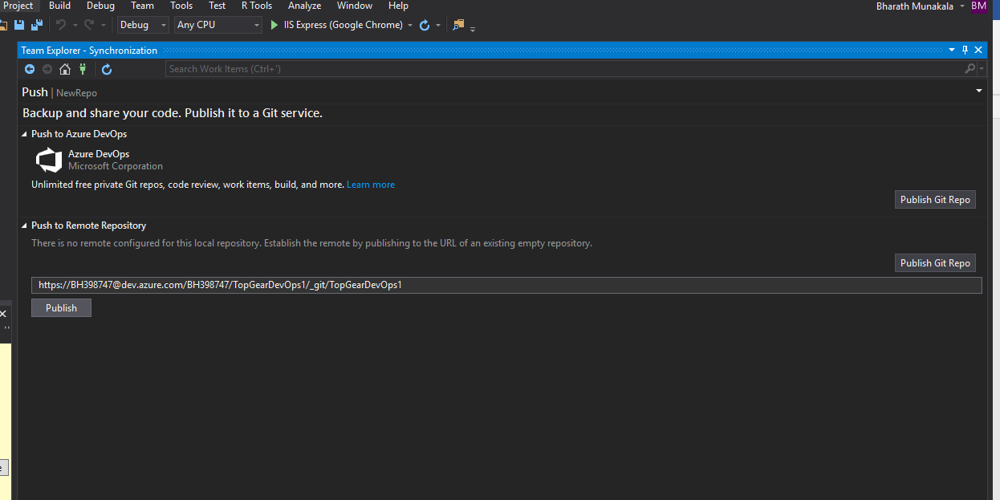 Project Build Debug Team Tools Test R Tools Analyze Window Help Bharath Munakala BM
Debug Any CPU IIS Express (Google Chrome)
Team Explorer - Synchronization
Search Work Items (Ctrl+')
Push | NewRepo
Backup and share your code. Publish it to a Git service.
Push to Azure DevOps
Azure DevOps
Microsoft Corporation
Unlimited free private Git repos, code review, work items, build, and more. Learn more
Publish Git Repo
Push to Remote Repository
There is no remote configured for this local repository. Establish the remote by publishing to the URL of an existing empty repository.
Publish Git Repo
https://BH398747@dev.azure.com/BH398747/TopGearDevOps1/_git/TopGearDevOps1
Publish